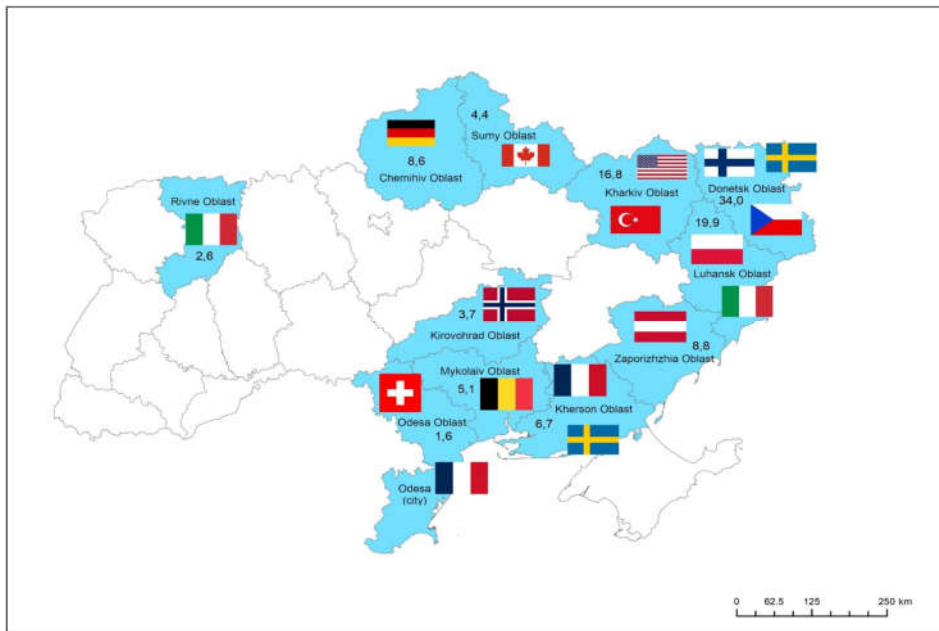 4,4
Sumy Oblast
8,6
Chernihiv Oblast
16,8
Kharkiv Oblast
Donetsk Oblast
34,0
19,9
Luhansk Oblast
Rivne Oblast
2,6
3,7
Kirovohrad Oblast
8,8
Zaporizhzhia Oblast
Mykolaiv Oblast
5,1
Kherson Oblast
6,7
Odesa Oblast
1,6
Odesa
(city)
0 62.5 125 250 km